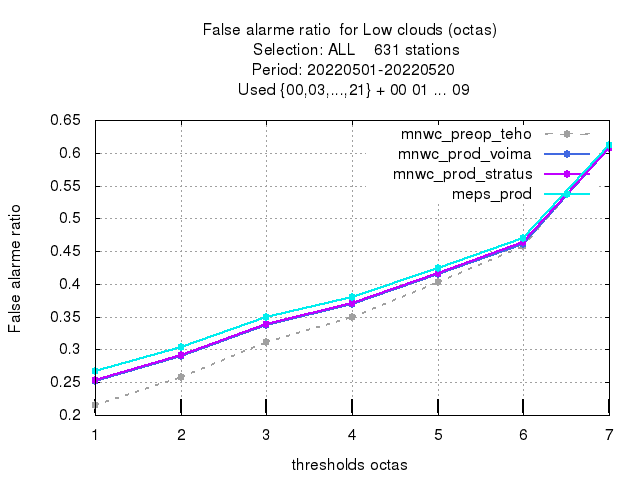 False alarme ratio  for Low clouds (octas)
Selection: ALL    631 stations
Period: 20220501-20220520
Used {00,03,...,21} + 00 01 ... 09
mnwc_preop_teho
mnwc_prod_voima
mnwc_prod_stratus
meps_prod
False alarme ratio
0.65
0.6
0.55
0.5
0.45
0.4
0.35
0.3
0.25
0.2
1 2 3 4 5 6 7
thresholds octas